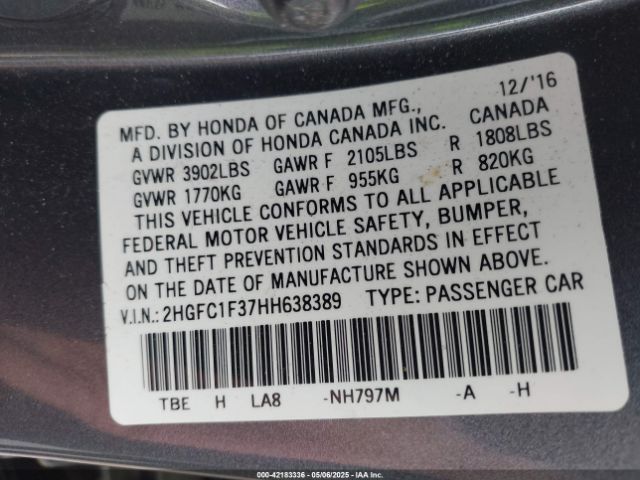 12/'16
MFD. BY HONDA OF CANADA MFG., CANADA
A DIVISION OF HONDA CANADA INC.
GVWR 3902LBS GAWR F 2105LBS R 1808LBS
GVWR 1770KG GAWR F 955KG R 820KG
THIS VEHICLE CONFORMS TO ALL APPLICABLE
FEDERAL MOTOR VEHICLE SAFETY, BUMPER,
AND THEFT PREVENTION STANDARDS IN EFFECT
ON THE DATE OF MANUFACTURE SHOWN ABOVE.
V.I.N.: 2HGFC1F37HH638389 TYPE: PASSENGER CAR
TBE H LA8 -NH797M -A -H
000-42183336 - 05/06/2025 - IAA Inc.